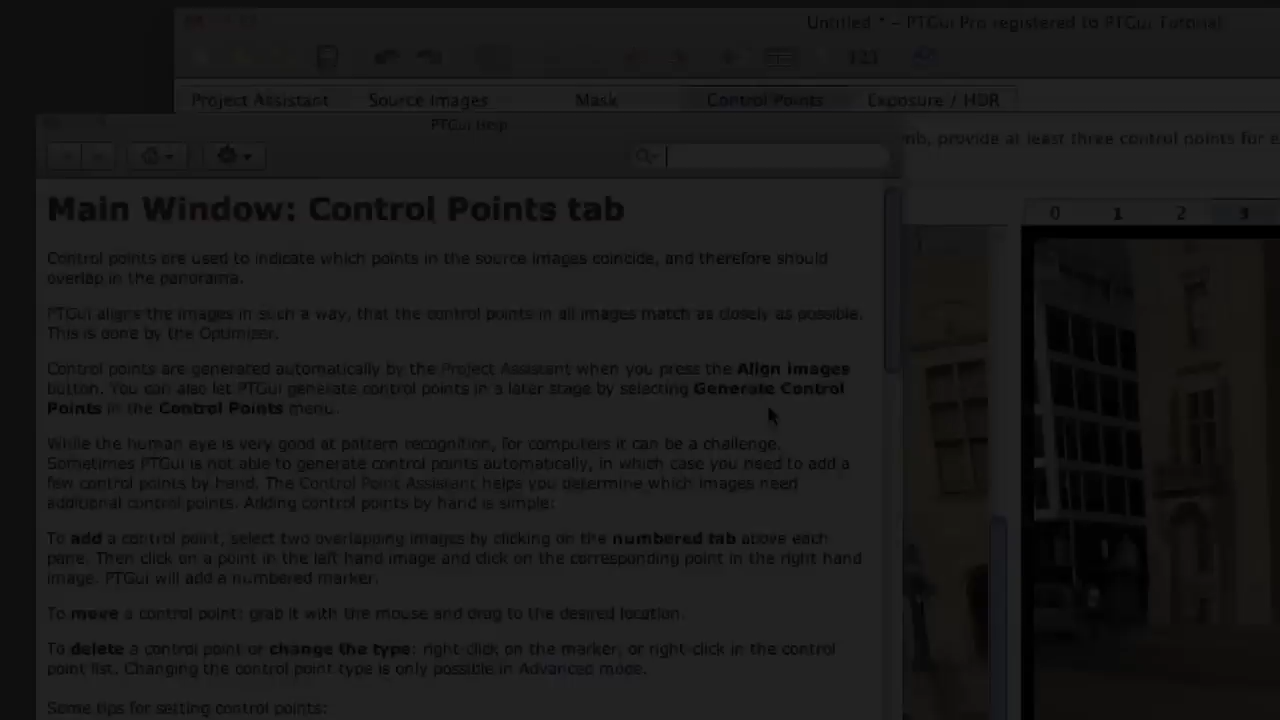 Untitled * – PTGui Pro registered to PTGui Tutorial
123
Project Assistant Source Images Mask Control Points Exposure / HDR
PTGui Help
mb, provide at least three control points for e
Main Window: Control Points tab
0 1 2 3
Control points are used to indicate which points in the source images coincide, and therefore should
overlap in the panorama.
PTGui aligns the images in such a way, that the control points in all images match as closely as possible.
This is done by the Optimizer.
Control points are generated automatically by the Project Assistant when you press the Align images
button. You can also let PTGui generate control points in a later stage by selecting Generate Control
Points in the Control Points menu.
While the human eye is very good at pattern recognition, for computers it can be a challenge.
Sometimes PTGui is not able to generate control points automatically, in which case you need to add a
few control points by hand. The Control Point Assistant helps you determine which images need
additional control points. Adding control points by hand is simple:
To add a control point, select two overlapping images by clicking on the numbered tab above each
pane. Then click on a point in the left hand image and click on the corresponding point in the right hand
image. PTGui will add a numbered marker.
To move a control point: grab it with the mouse and drag to the desired location.
To delete a control point or change the type: right-click on the marker, or right-click in the control
point list. Changing the control point type is only possible in Advanced mode.
Some tips for setting control points: